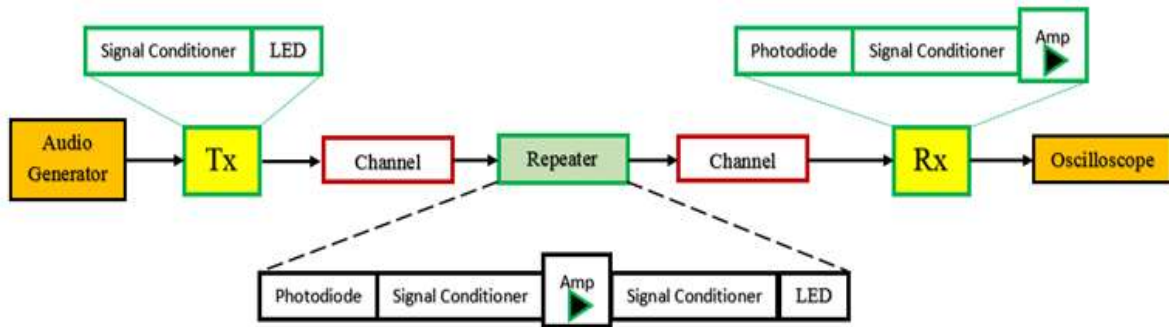 Signal Conditioner
LED
Photodiode
Signal Conditioner
Amp
Audio
Generator
Tx
Channel
Repeater
Channel
Rx
Oscilloscope
Photodiode
Signal Conditioner
Amp
Signal Conditioner
LED